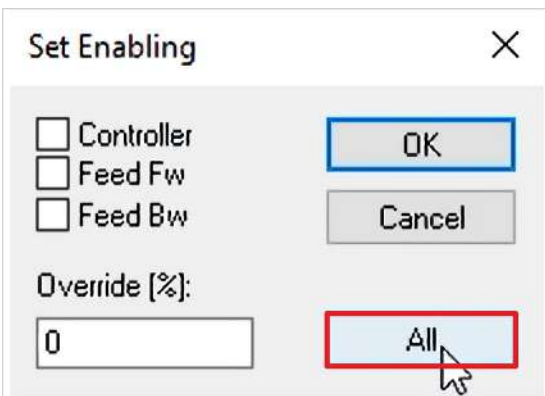 Set Enabling
Controller
OK
Feed Fw
Feed Bw
Cancel
Override [%]:
0
All